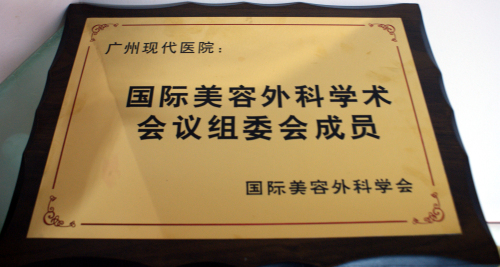 广州现代医院：
国际美容外科学术
会议组委会成员
国际美容外科学会